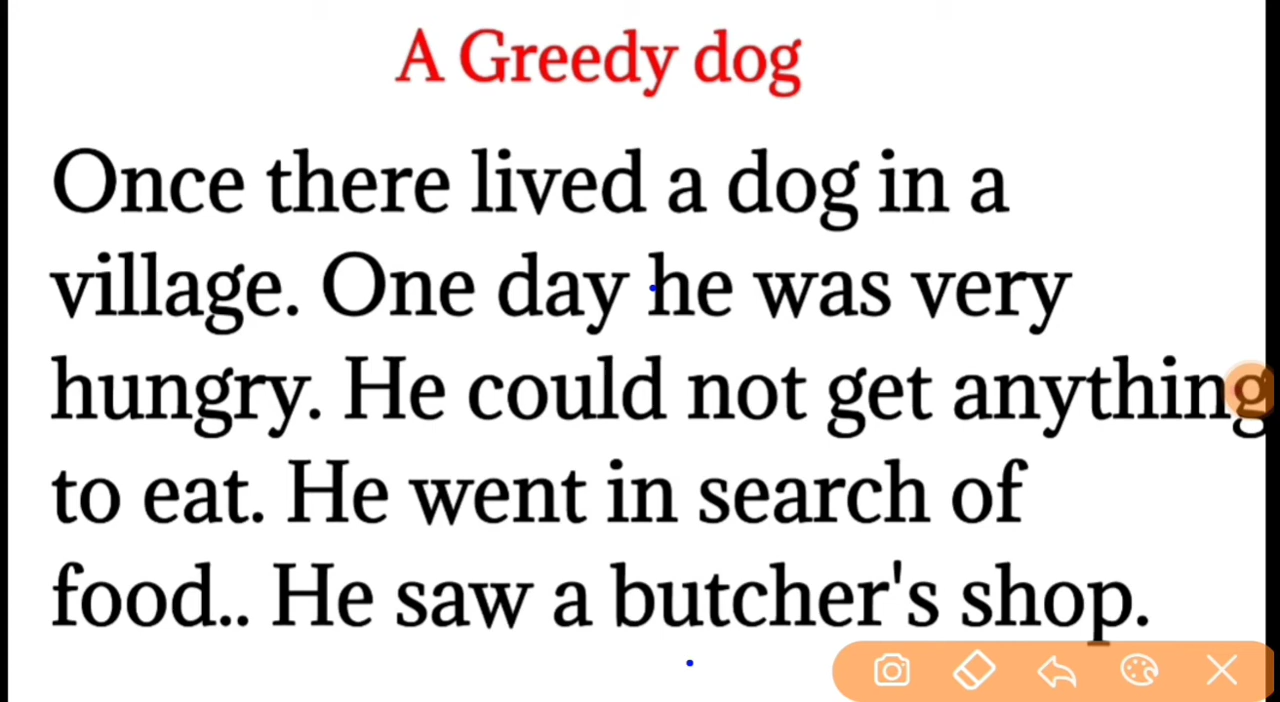 A Greedy dog
Once there lived a dog in a
village. One day he was very
hungry. He could not get anything
to eat. He went in search of
food.. He saw a butcher's shop.